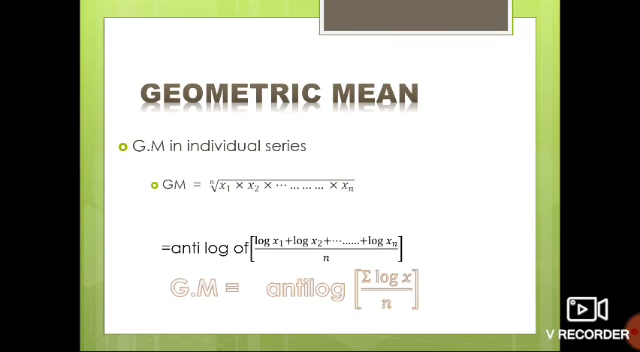 GEOMETRIC MEAN
G.M in individual series
GM = ⁿ√x₁ × x₂ × ⋯ … … … × xₙ
=anti log of[log x₁+log x₂+⋯……+log xₙ / n]
G.M = antilog [Σ log x / n]
V RECORDER